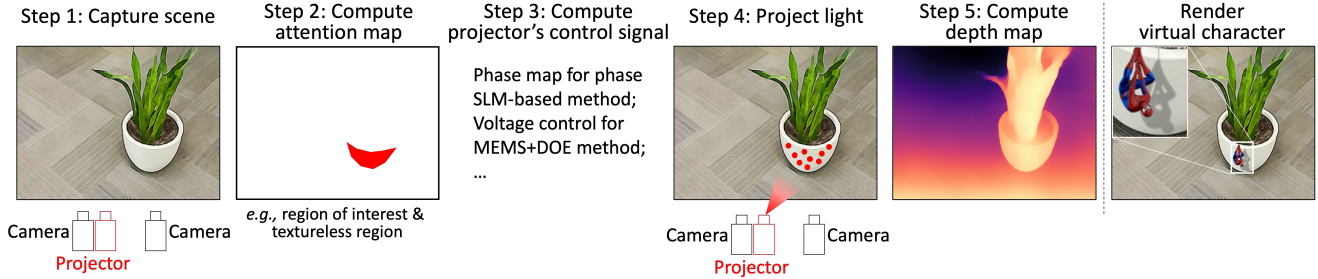 Step 1: Capture scene
Step 2: Compute
attention map
Step 3: Compute
projector's control signal
Step 4: Project light
Step 5: Compute
depth map
Render
virtual character
Phase map for phase
SLM-based method;
Voltage control for
MEMS+DOE method;
...
Camera
Camera
Projector
e.g., region of interest &
textureless region
Camera
Camera
Projector